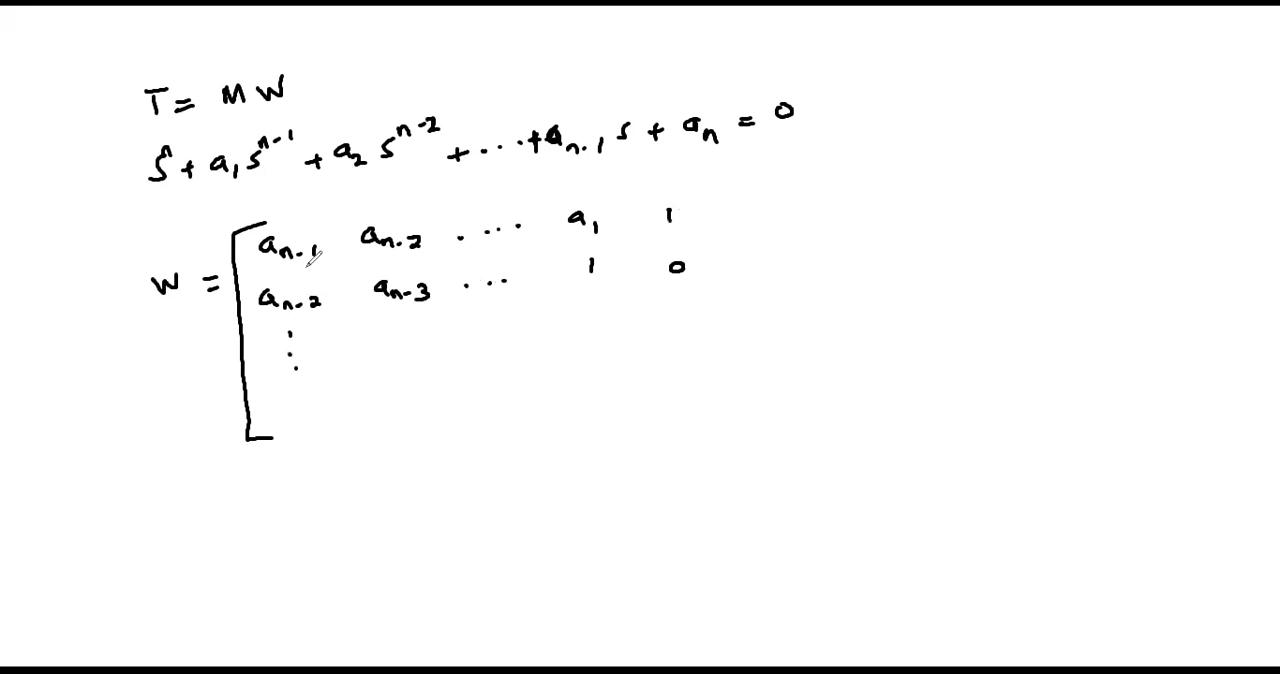 T = M W
s^n + a_1 s^{n-1} + a_2 s^{n-2} + ... + a_{n-1} s + a_n = 0
a_{n-1} a_{n-2} ... a_1 1
W = [ a_{n-2} a_{n-3} ... 1 0
⋮